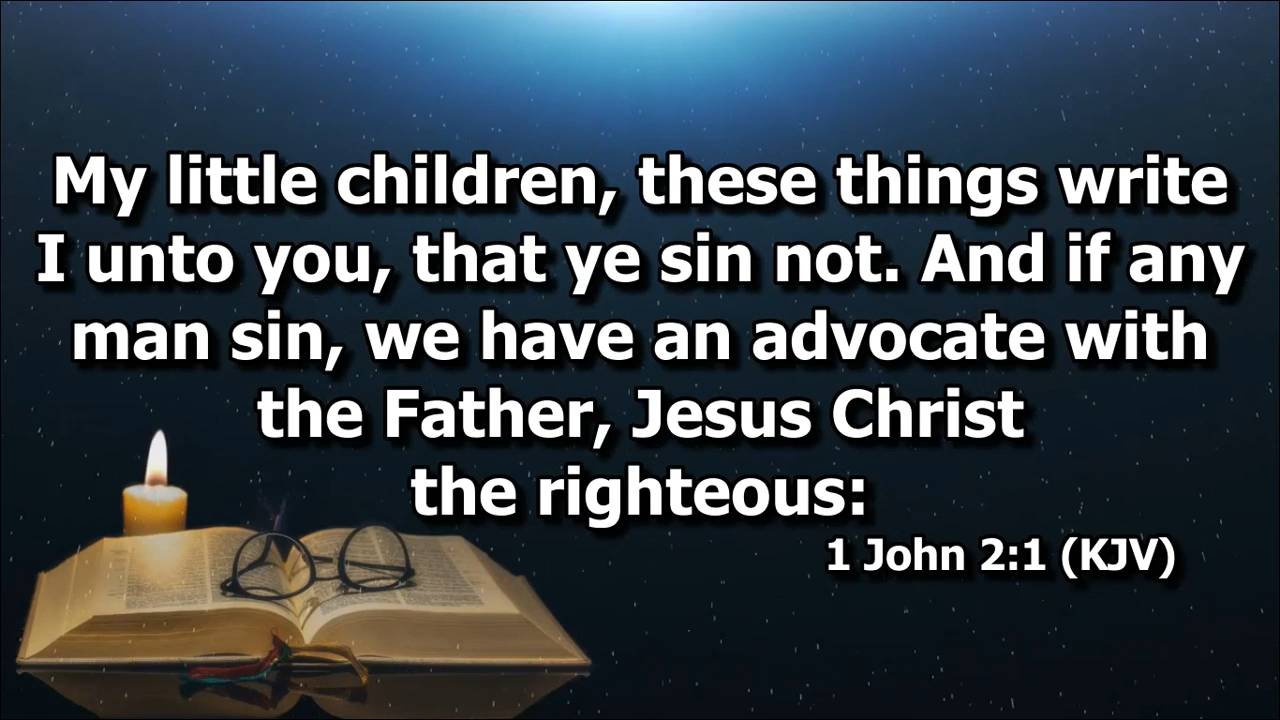 My little children, these things write
I unto you, that ye sin not. And if any
man sin, we have an advocate with
the Father, Jesus Christ
the righteous:
1 John 2:1 (KJV)